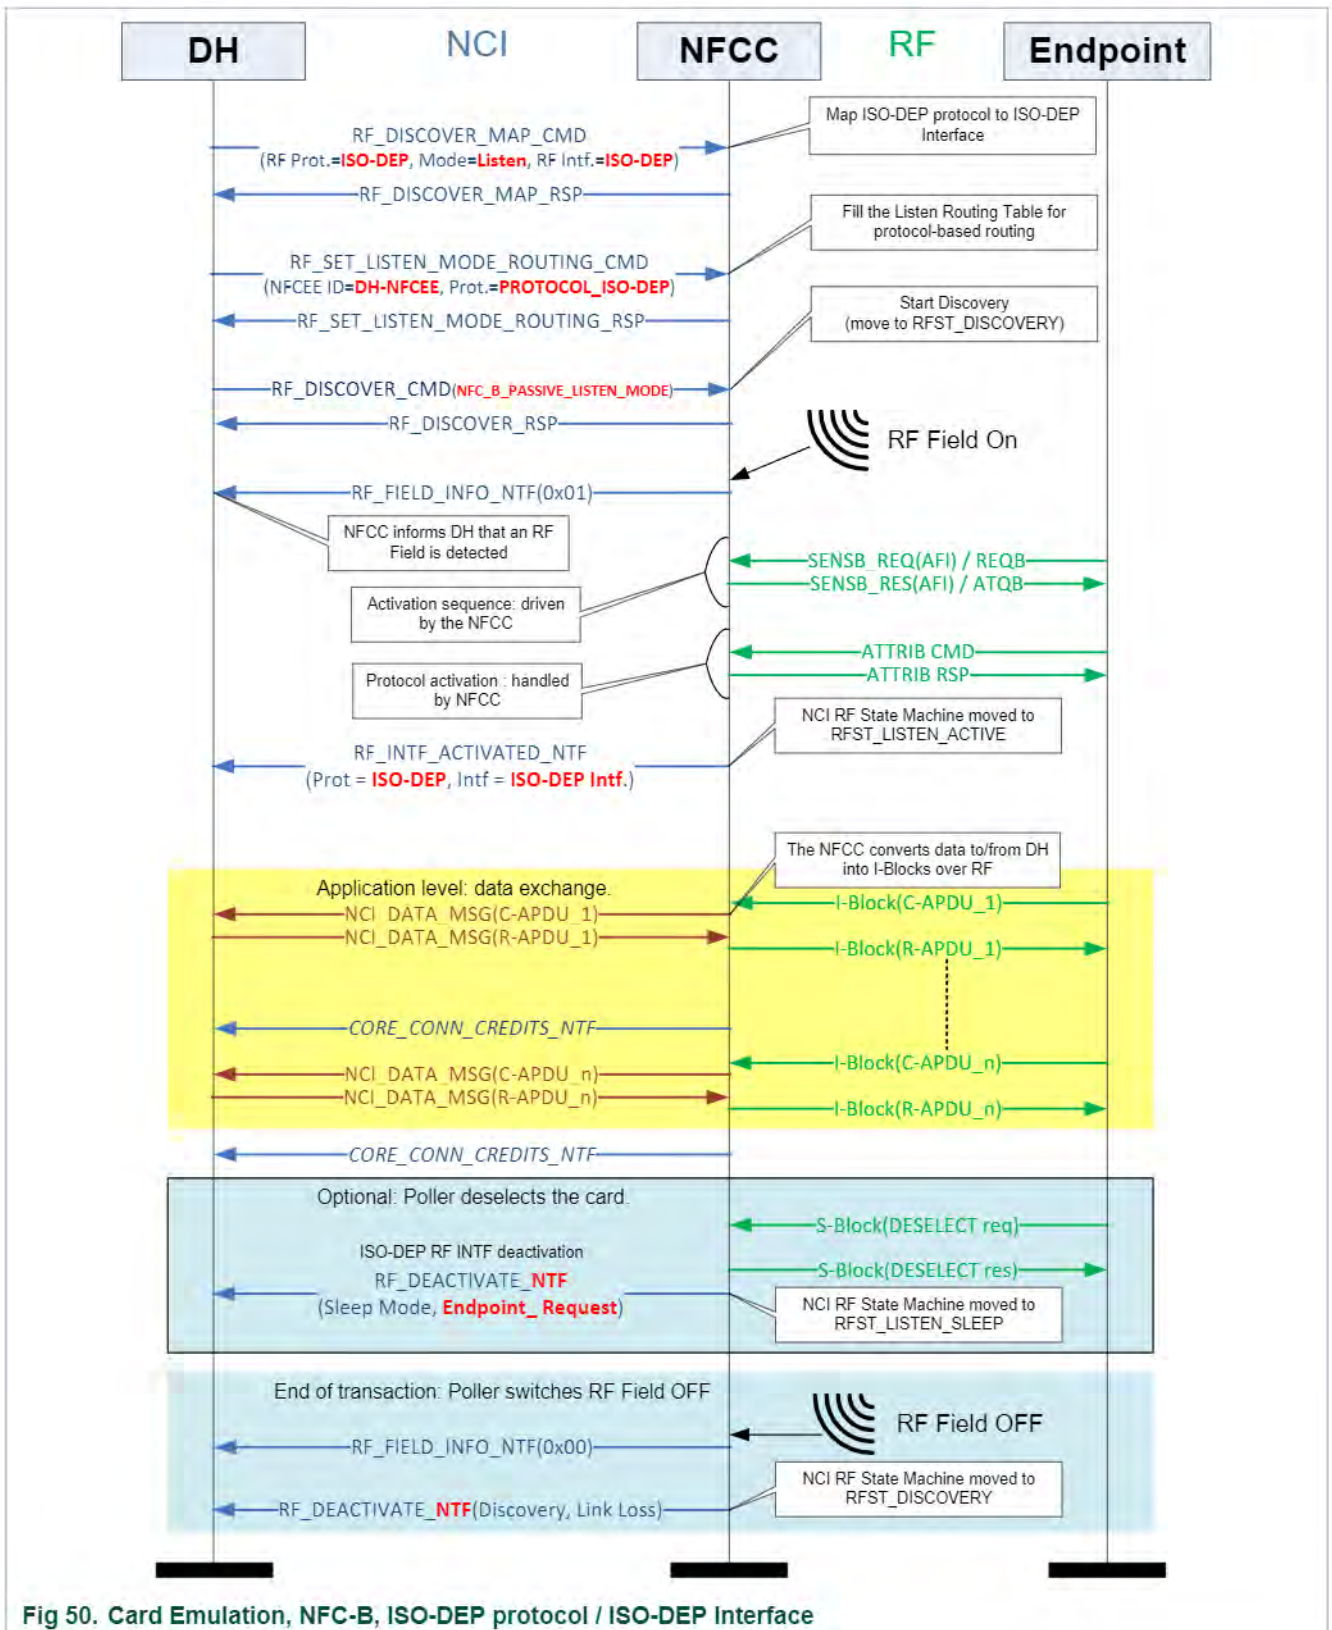 DH
NCI
NFCC
RF
Endpoint
Map ISO-DEP protocol to ISO-DEP
Interface
RF_DISCOVER_MAP_CMD
(RF Prot.=ISO-DEP, Mode=Listen, RF Intf.=ISO-DEP)
RF_DISCOVER_MAP_RSP
Fill the Listen Routing Table for
protocol-based routing
RF_SET_LISTEN_MODE_ROUTING_CMD
(NFCEE ID=DH-NFCEE, Prot.=PROTOCOL_ISO-DEP)
RF_SET_LISTEN_MODE_ROUTING_RSP
Start Discovery
(move to RFST_DISCOVERY)
RF_DISCOVER_CMD(NFC_B_PASSIVE_LISTEN_MODE)
RF_DISCOVER_RSP
RF Field On
RF_FIELD_INFO_NTF(0x01)
NFCC informs DH that an RF
Field is detected
SENSB_REQ(AFI) / REQB
SENSB_RES(AFI) / ATQB
Activation sequence: driven
by the NFCC
ATTRIB CMD
ATTRIB RSP
Protocol activation : handled
by NFCC
NCI RF State Machine moved to
RFST_LISTEN_ACTIVE
RF_INTF_ACTIVATED_NTF
(Prot = ISO-DEP, Intf = ISO-DEP Intf.)
The NFCC converts data to/from DH
into I-Blocks over RF
Application level: data exchange.
I-Block(C-APDU_1)
NCI_DATA_MSG(C-APDU_1)
NCI_DATA_MSG(R-APDU_1)
I-Block(R-APDU_1)
CORE_CONN_CREDITS_NTF
I-Block(C-APDU_n)
NCI_DATA_MSG(C-APDU_n)
NCI_DATA_MSG(R-APDU_n)
I-Block(R-APDU_n)
CORE_CONN_CREDITS_NTF
Optional: Poller deselects the card.
S-Block(DESELECT req)
ISO-DEP RF INTF deactivation
S-Block(DESELECT res)
RF_DEACTIVATE_NTF
(Sleep Mode, Endpoint_ Request)
NCI RF State Machine moved to
RFST_LISTEN_SLEEP
End of transaction: Poller switches RF Field OFF
RF Field OFF
RF_FIELD_INFO_NTF(0x00)
NCI RF State Machine moved to
RFST_DISCOVERY
RF_DEACTIVATE_NTF(Discovery, Link Loss)
Fig 50. Card Emulation, NFC-B, ISO-DEP protocol / ISO-DEP Interface